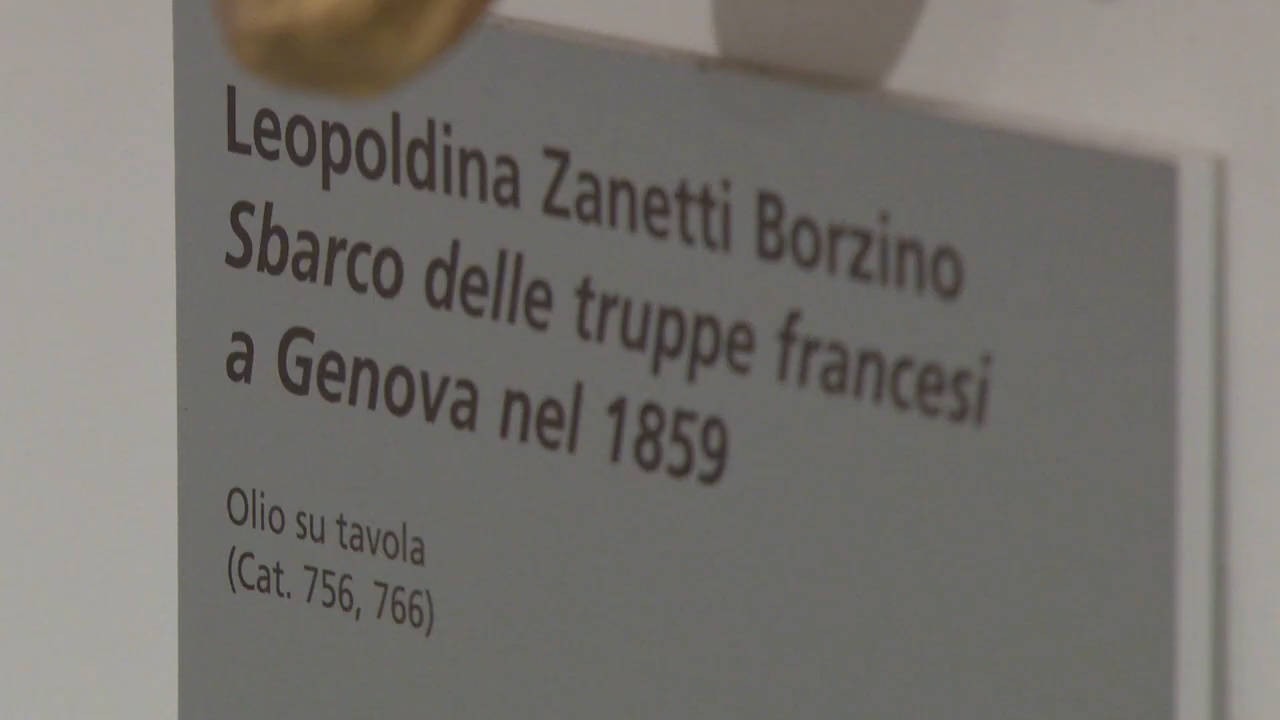 Leopoldina Zanetti Borzino
Sbarco delle truppe francesi
a Genova nel 1859
Olio su tavola
(Cat. 756, 766)